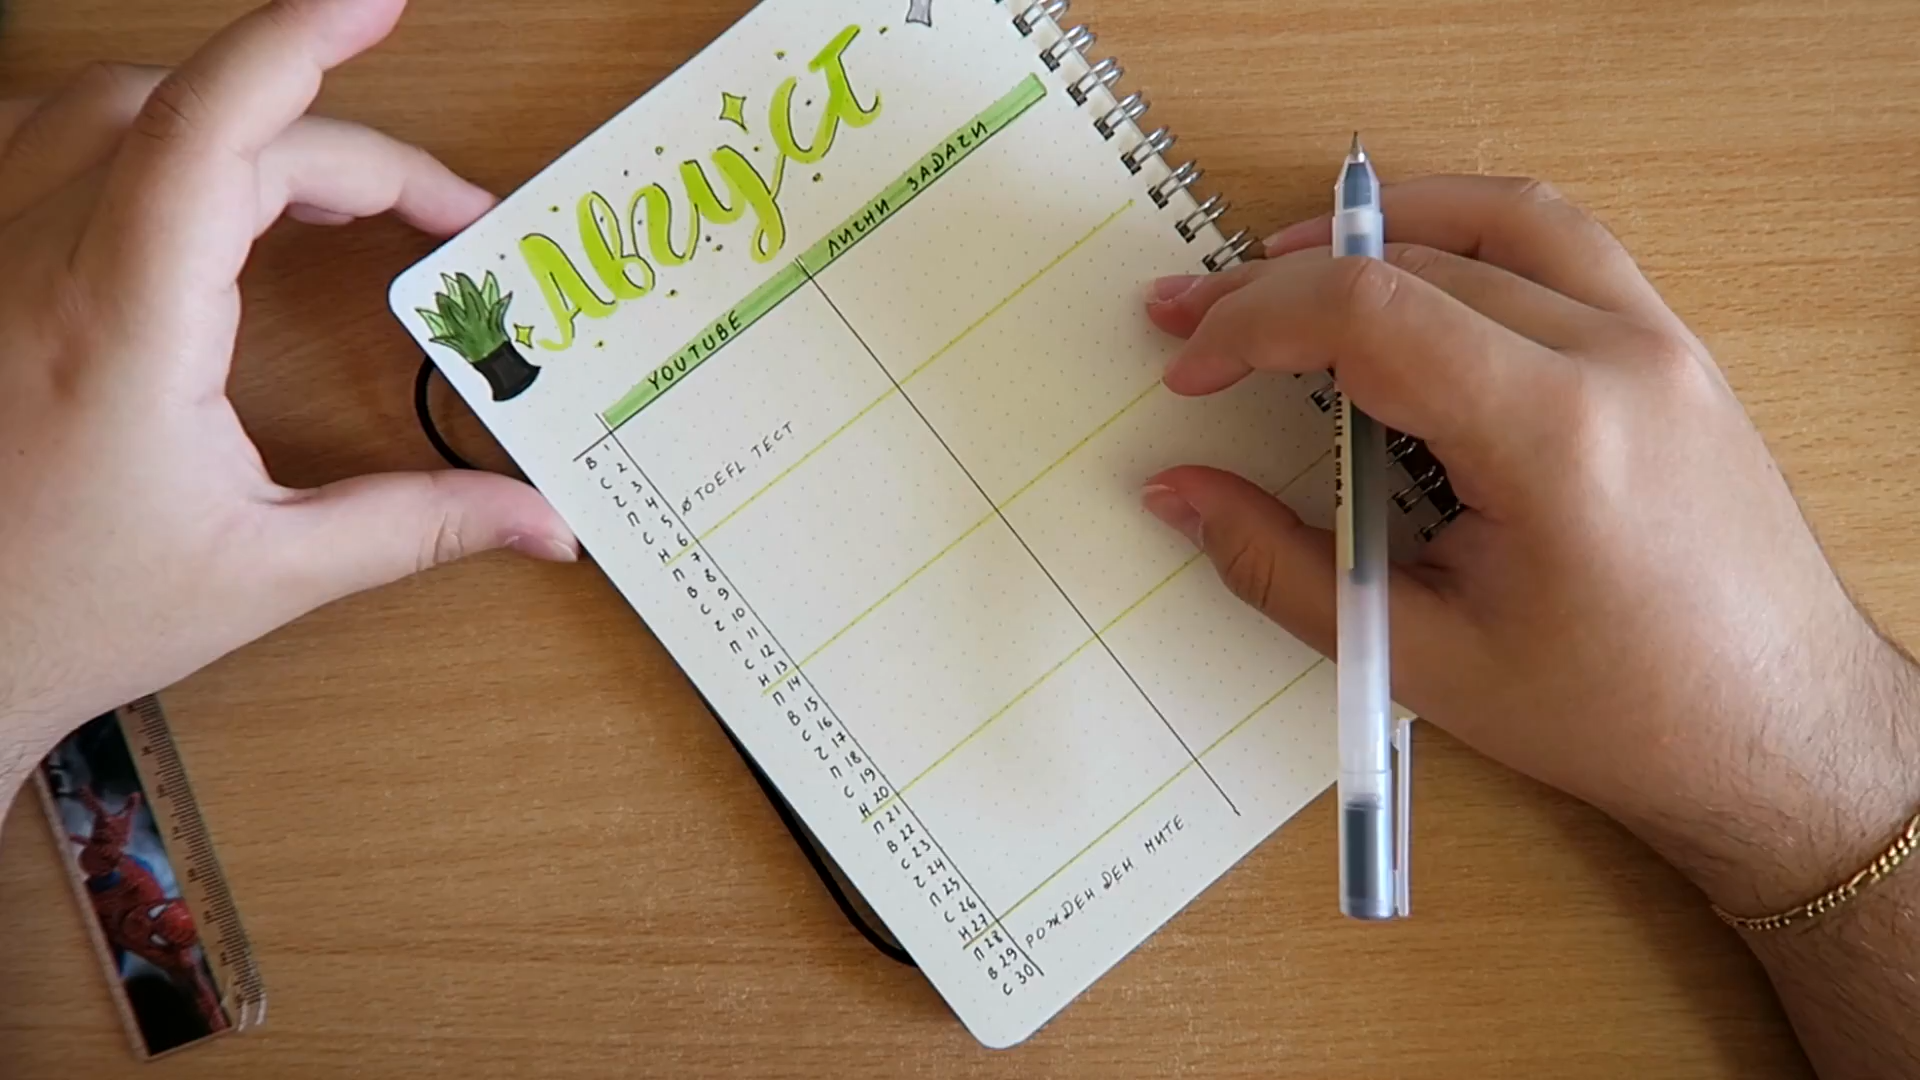 Август
YOUTUBE ЛИЧНИ ЗАДАЧИ
В 1
С 2
Ч 3
П 4 ØTOEFL ТЕСТ
С 5
Н 6
П 7
В 8
С 9
Ч 10
П 11
С 12
Н 13
П 14
В 15
С 16
Ч 17
П 18
С 19
Н 20
П 21
В 22
С 23
Ч 24
П 25
С 26
Н 27
П 28 РОЖДЕН ДЕН МИТЕ
В 29
С 30